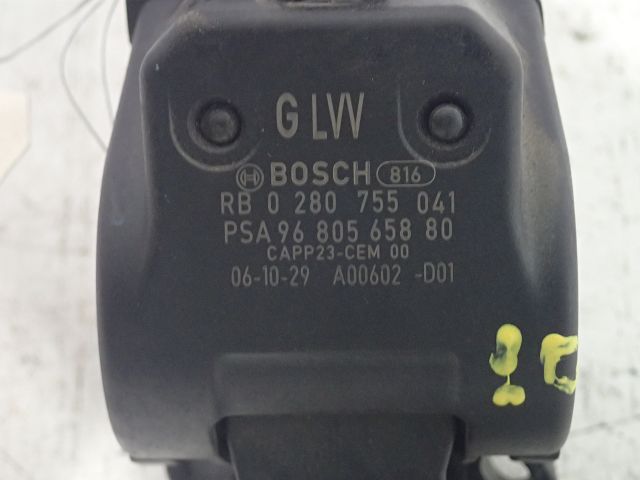 GLW
BOSCH 816
RB 0 280 755 041
PSA 96 805 658 80
CAPP23-CEM 00
06-10-29 A00602 -D01